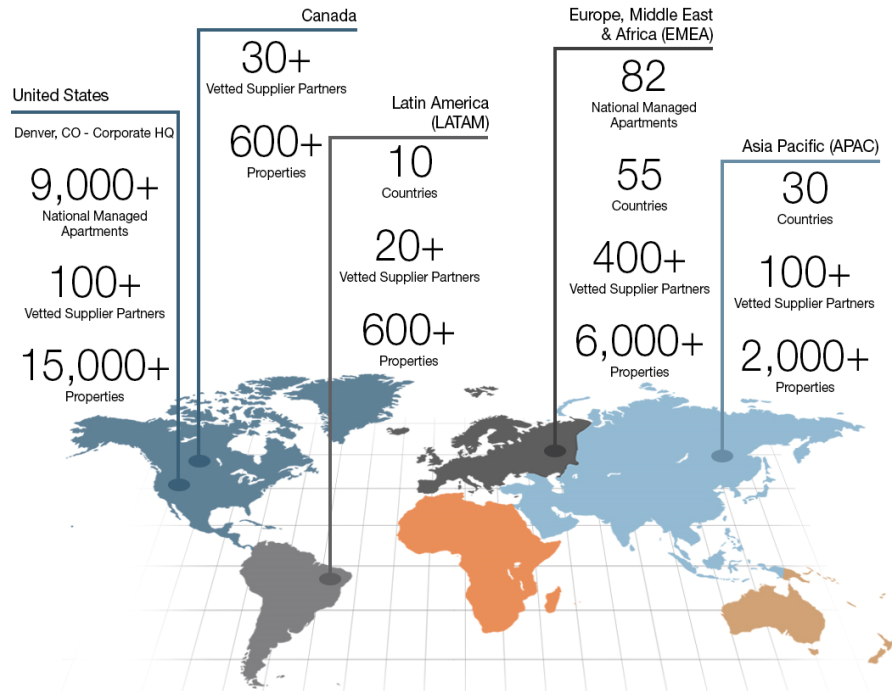 United States
Denver, CO - Corporate HQ
9,000+
National Managed
Apartments
100+
Vetted Supplier Partners
15,000+
Properties
Canada
30+
Vetted Supplier Partners
600+
Properties
Latin America
(LATAM)
10
Countries
20+
Vetted Supplier Partners
600+
Properties
Europe, Middle East
& Africa (EMEA)
82
National Managed
Apartments
55
Countries
400+
Vetted Supplier Partners
6,000+
Properties
Asia Pacific (APAC)
30
Countries
100+
Vetted Supplier Partners
2,000+
Properties